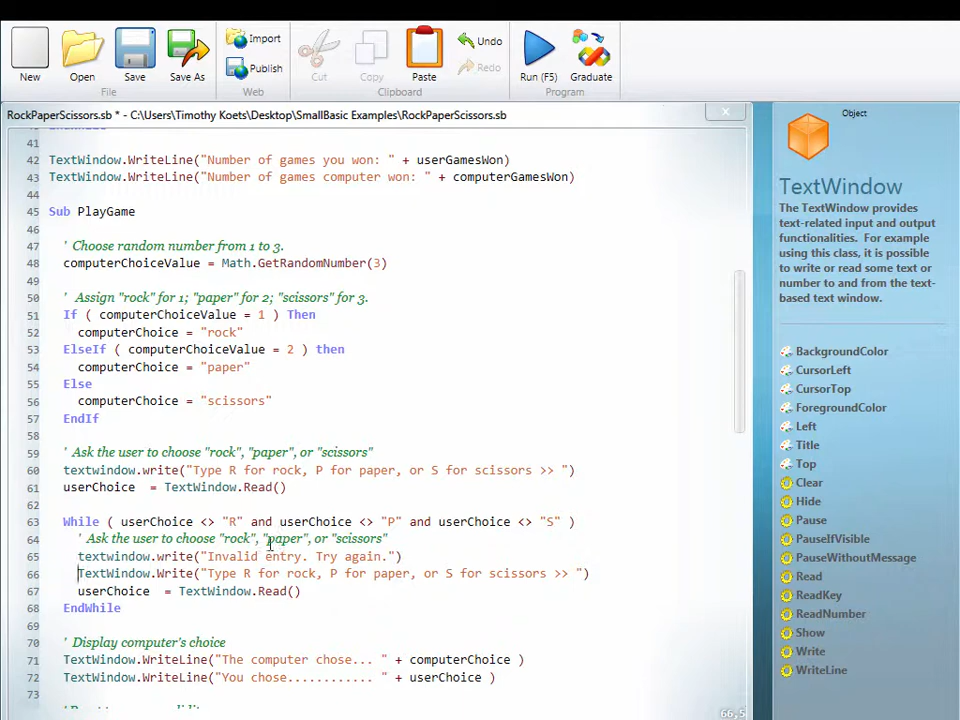 New
Open
Save
Save As
Import
Publish
Cut
Copy
Paste
Undo
Redo
Run (F5)
Graduate
File
Web
Clipboard
Program
RockPaperScissors.sb * - C:\Users\Timothy Koets\Desktop\SmallBasic Examples\RockPaperScissors.sb
41
42 TextWindow.WriteLine("Number of games you won: " + userGamesWon)
43 TextWindow.WriteLine("Number of games computer won: " + computerGamesWon)
44
45 Sub PlayGame
46
47 ' Choose random number from 1 to 3.
48 computerChoiceValue = Math.GetRandomNumber(3)
49
50 ' Assign "rock" for 1; "paper" for 2; "scissors" for 3.
51 If ( computerChoiceValue = 1 ) Then
52 computerChoice = "rock"
53 ElseIf ( computerChoiceValue = 2 ) then
54 computerChoice = "paper"
55 Else
56 computerChoice = "scissors"
57 EndIf
58
59 ' Ask the user to choose "rock", "paper", or "scissors"
60 textwindow.write("Type R for rock, P for paper, or S for scissors >> ")
61 userChoice = TextWindow.Read()
62
63 While ( userChoice <> "R" and userChoice <> "P" and userChoice <> "S" )
64 ' Ask the user to choose "rock", "paper", or "scissors"
65 textwindow.write("Invalid entry. Try again.")
66 TextWindow.Write("Type R for rock, P for paper, or S for scissors >> ")
67 userChoice = TextWindow.Read()
68 EndWhile
69
70 ' Display computer's choice
71 TextWindow.WriteLine("The computer chose... " + computerChoice )
72 TextWindow.WriteLine("You chose............ " + userChoice )
73
66,5
Object
TextWindow
The TextWindow provides
text-related input and output
functionalities. For example
using this class, it is possible
to write or read some text or
number to and from the text-
based text window.
BackgroundColor
CursorLeft
CursorTop
ForegroundColor
Left
Title
Top
Clear
Hide
Pause
PauseIfVisible
PauseWithoutMessage
Read
ReadKey
ReadNumber
Show
Write
WriteLine